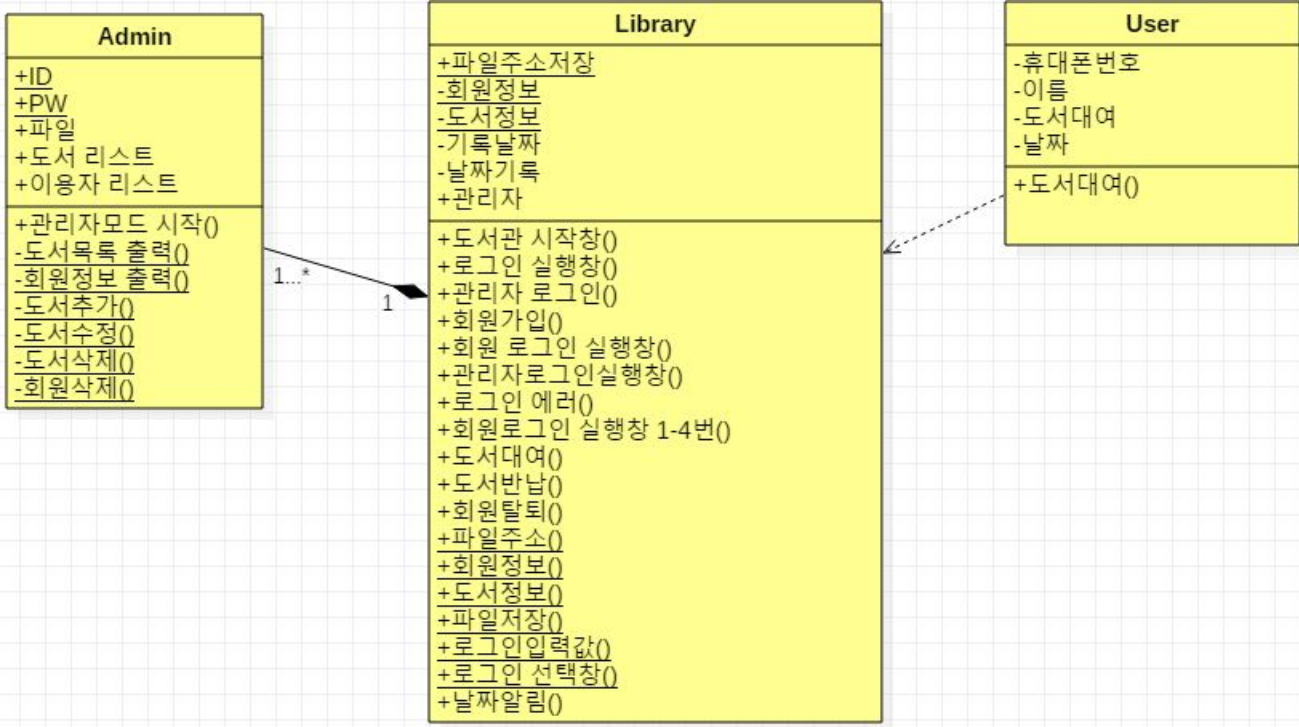 Admin
+ID
+PW
+파일
+도서 리스트
+이용자 리스트
+관리자모드 시작()
-도서목록 출력()
-회원정보 출력()
-도서추가()
-도서수정()
-도서삭제()
-회원삭제()
1...*
1
Library
+파일주소저장
-회원정보
-도서정보
-기록날짜
-날짜기록
+관리자
+도서관 시작창()
+로그인 실행창()
+관리자 로그인()
+회원가입()
+회원 로그인 실행창()
+관리자로그인실행창()
+로그인 에러()
+회원로그인 실행창 1-4번()
+도서대여()
+도서반납()
+회원탈퇴()
+파일주소()
+회원정보()
+도서정보()
+파일저장()
+로그인입력값()
+로그인 선택창()
+날짜알림()
User
-휴대폰번호
-이름
-도서대여
-날짜
+도서대여()